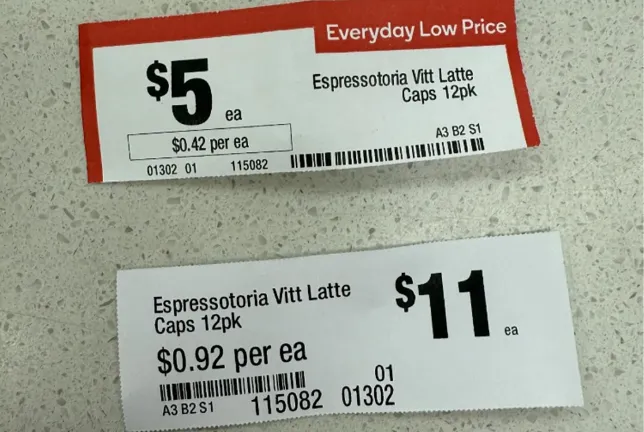 Everyday Low Price
$5 ea
Espressotoria Vitt Latte
Caps 12pk
$0.42 per ea
A3 B2 S1
01302 01 115082
Espressotoria Vitt Latte
Caps 12pk
$11 ea
$0.92 per ea
01
A3 B2 S1 115082 01302